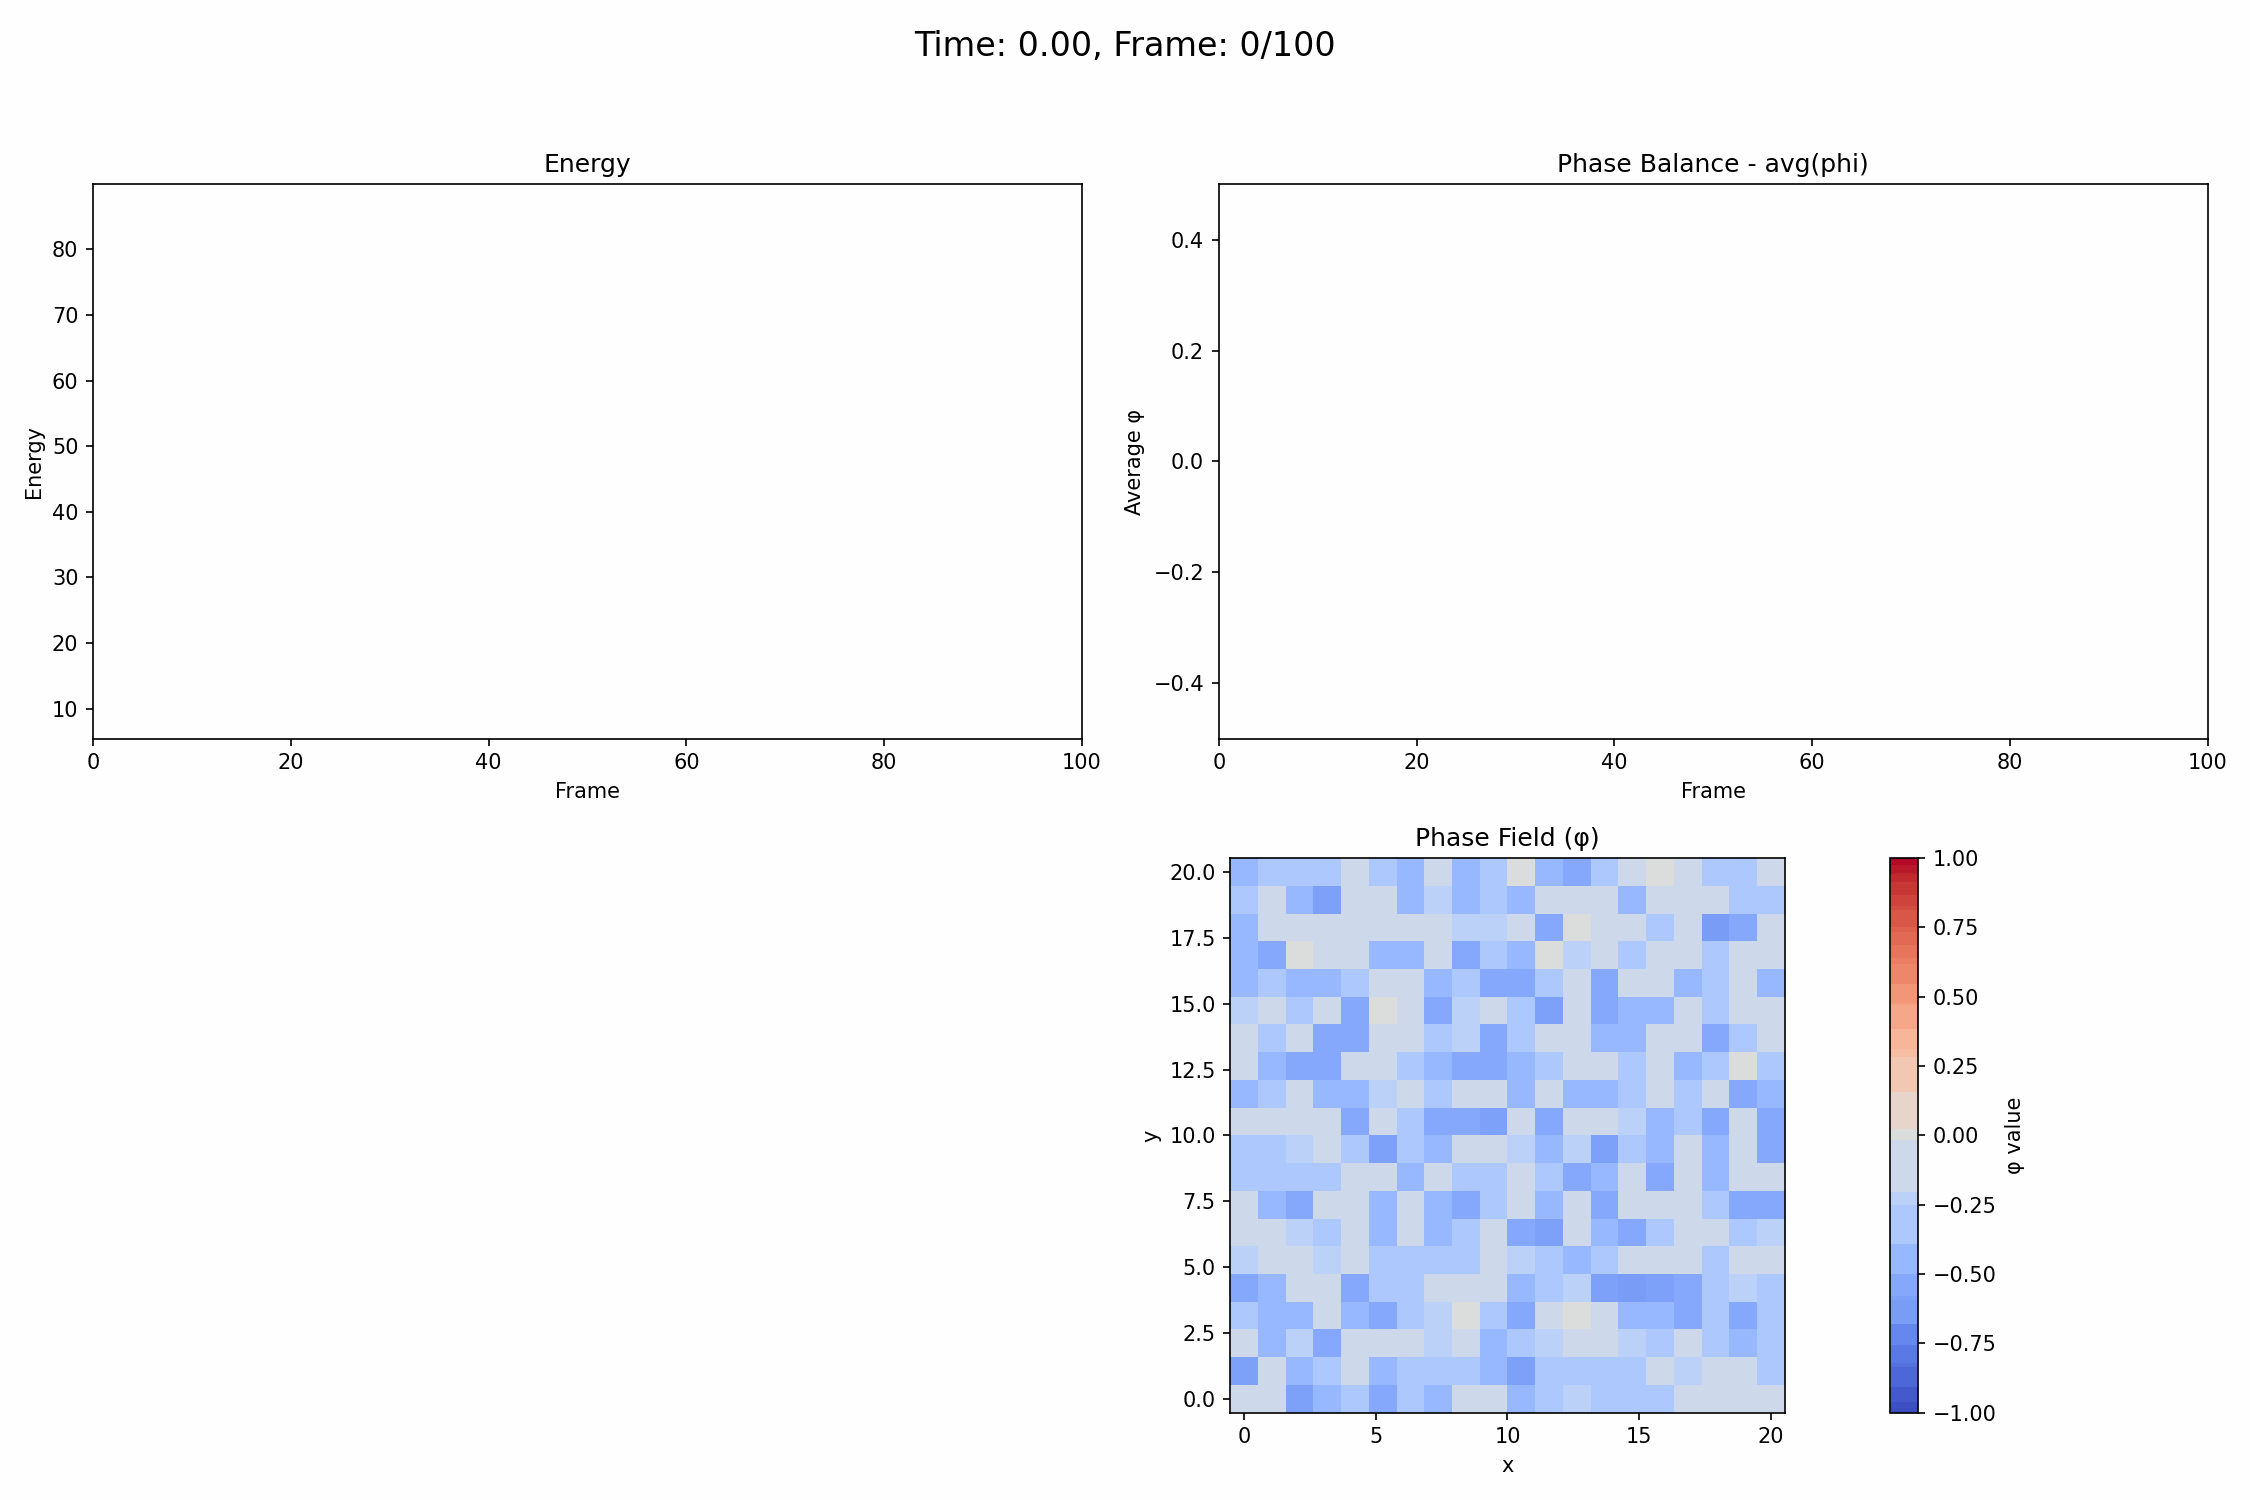 Time: 0.00, Frame: 0/100
Energy
80
70
60
50
40
30
20
10
Energy
0 20 40 60 80 100
Frame
Phase Balance - avg(phi)
0.4
0.2
0.0
−0.2
−0.4
Average φ
0 20 40 60 80 100
Frame
Phase Field (φ)
20.0
17.5
15.0
12.5
10.0
7.5
5.0
2.5
0.0
y
0 5 10 15 20
x
1.00
0.75
0.50
0.25
0.00
−0.25
−0.50
−0.75
−1.00
φ value